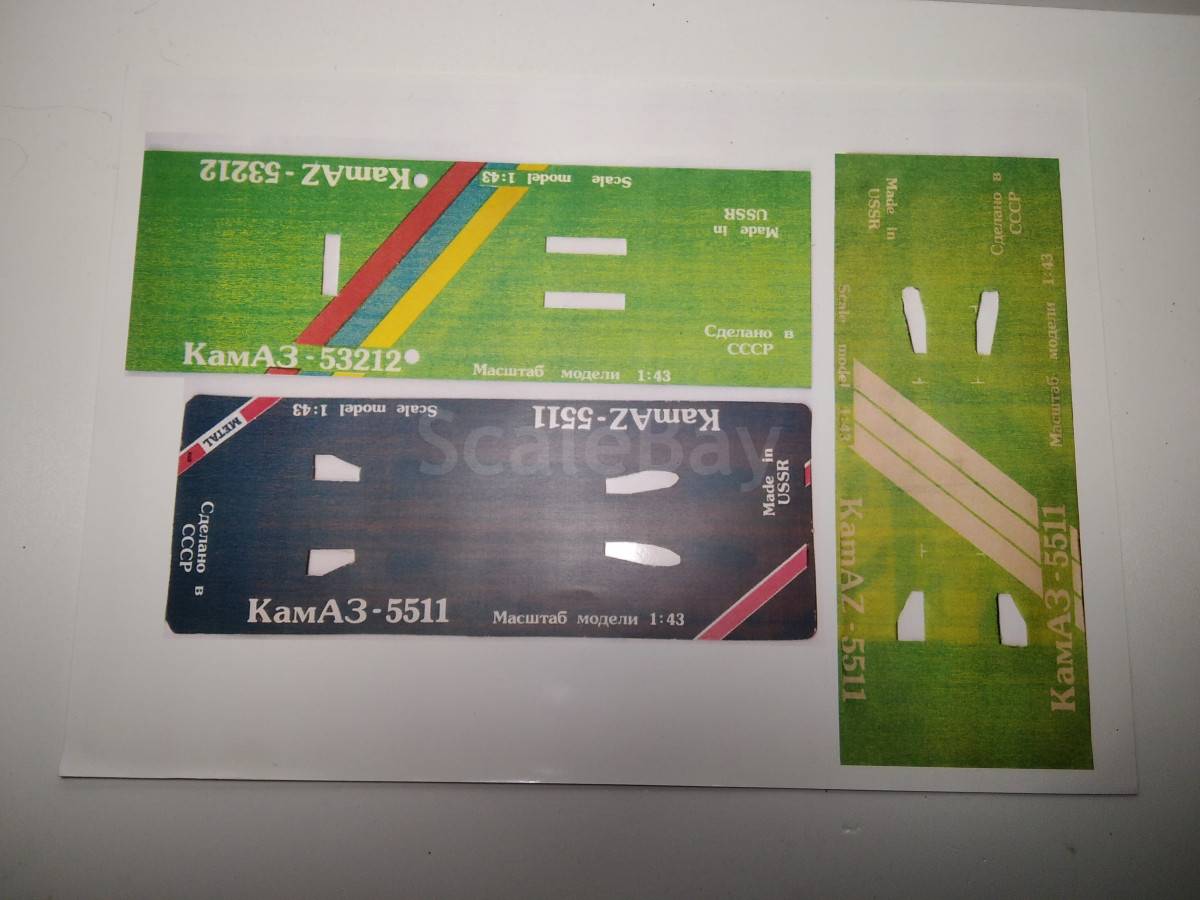 КамAZ-53212
Scale model 1:43
Made in
USSR
Сделано в
СССР
КамАЗ-53212
Масштаб модели 1:43
METAL
Scale model 1:43
KamAZ-5511
ScaleBay
Made in
USSR
Сделано в
СССР
КамАЗ-5511
Масштаб модели 1:43
Made in
USSR
Сделано в
СССР
Scale model 1:43
Масштаб модели 1:43
KamAZ-5511
КамАЗ-5511